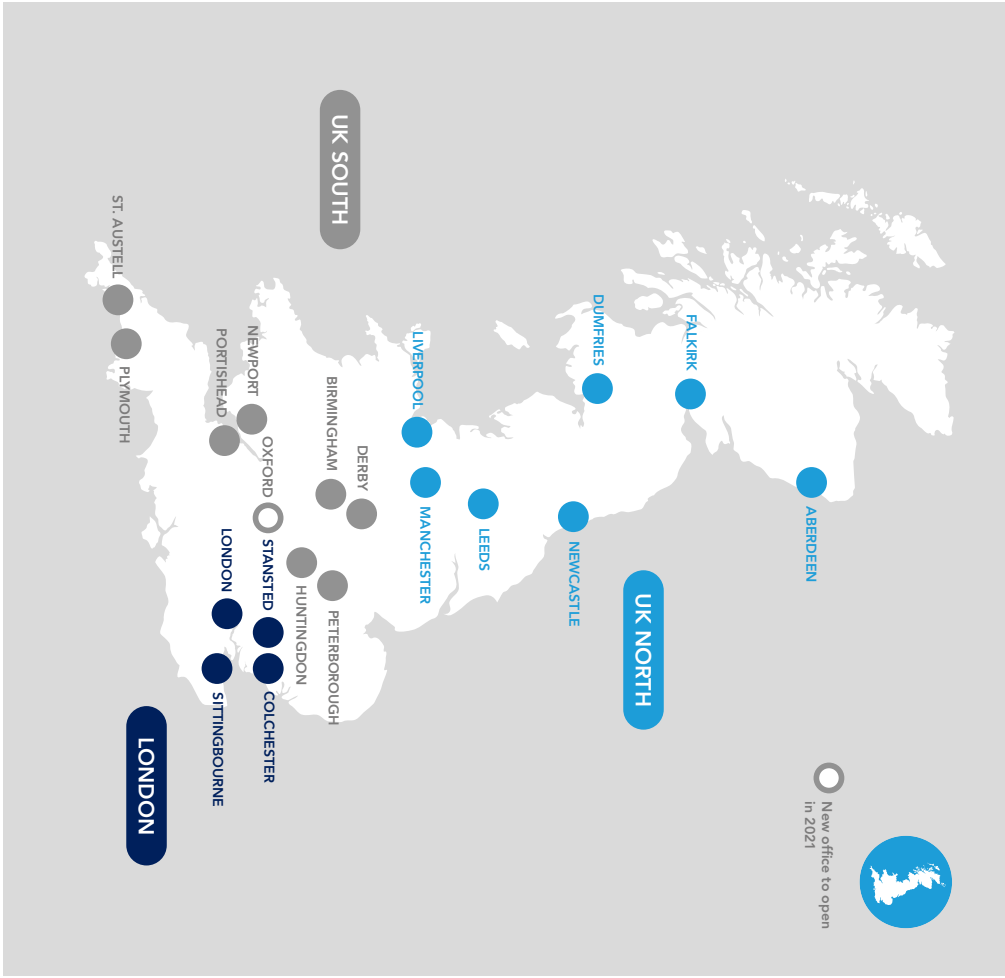 New office to open
in 2021
ABERDEEN
FALKIRK
UK NORTH
DUMFRIES
NEWCASTLE
LEEDS
LIVERPOOL
MANCHESTER
DERBY
UK SOUTH
BIRMINGHAM
PETERBOROUGH
HUNTINGDON
OXFORD
STANSTED
COLCHESTER
NEWPORT
PORTISHEAD
LONDON
SITTINGBOURNE
LONDON
ST. AUSTELL
PLYMOUTH